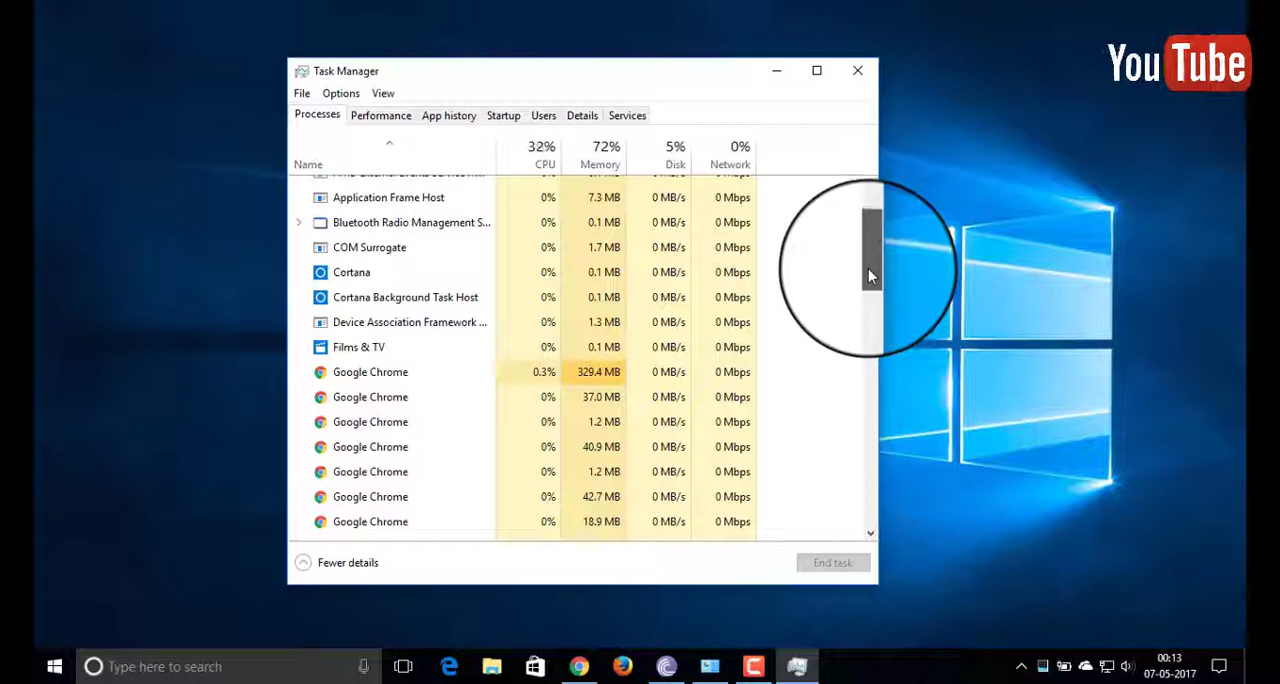 YouTube
Task Manager
File Options View
Processes Performance App history Startup Users Details Services
32% 72% 5% 0%
Name CPU Memory Disk Network
Application Frame Host 0% 7.3 MB 0 MB/s 0 Mbps
Bluetooth Radio Management S... 0% 0.1 MB 0 MB/s 0 Mbps
COM Surrogate 0% 1.7 MB 0 MB/s 0 Mbps
Cortana 0% 0.1 MB 0 MB/s 0 Mbps
Cortana Background Task Host 0% 0.1 MB 0 MB/s 0 Mbps
Device Association Framework ... 0% 1.3 MB 0 MB/s 0 Mbps
Films & TV 0% 0.1 MB 0 MB/s 0 Mbps
Google Chrome 0.3% 329.4 MB 0 MB/s 0 Mbps
Google Chrome 0% 37.0 MB 0 MB/s 0 Mbps
Google Chrome 0% 1.2 MB 0 MB/s 0 Mbps
Google Chrome 0% 40.9 MB 0 MB/s 0 Mbps
Google Chrome 0% 1.2 MB 0 MB/s 0 Mbps
Google Chrome 0% 42.7 MB 0 MB/s 0 Mbps
Google Chrome 0% 18.9 MB 0 MB/s 0 Mbps
Fewer details End task
Type here to search
00:13
07-05-2017